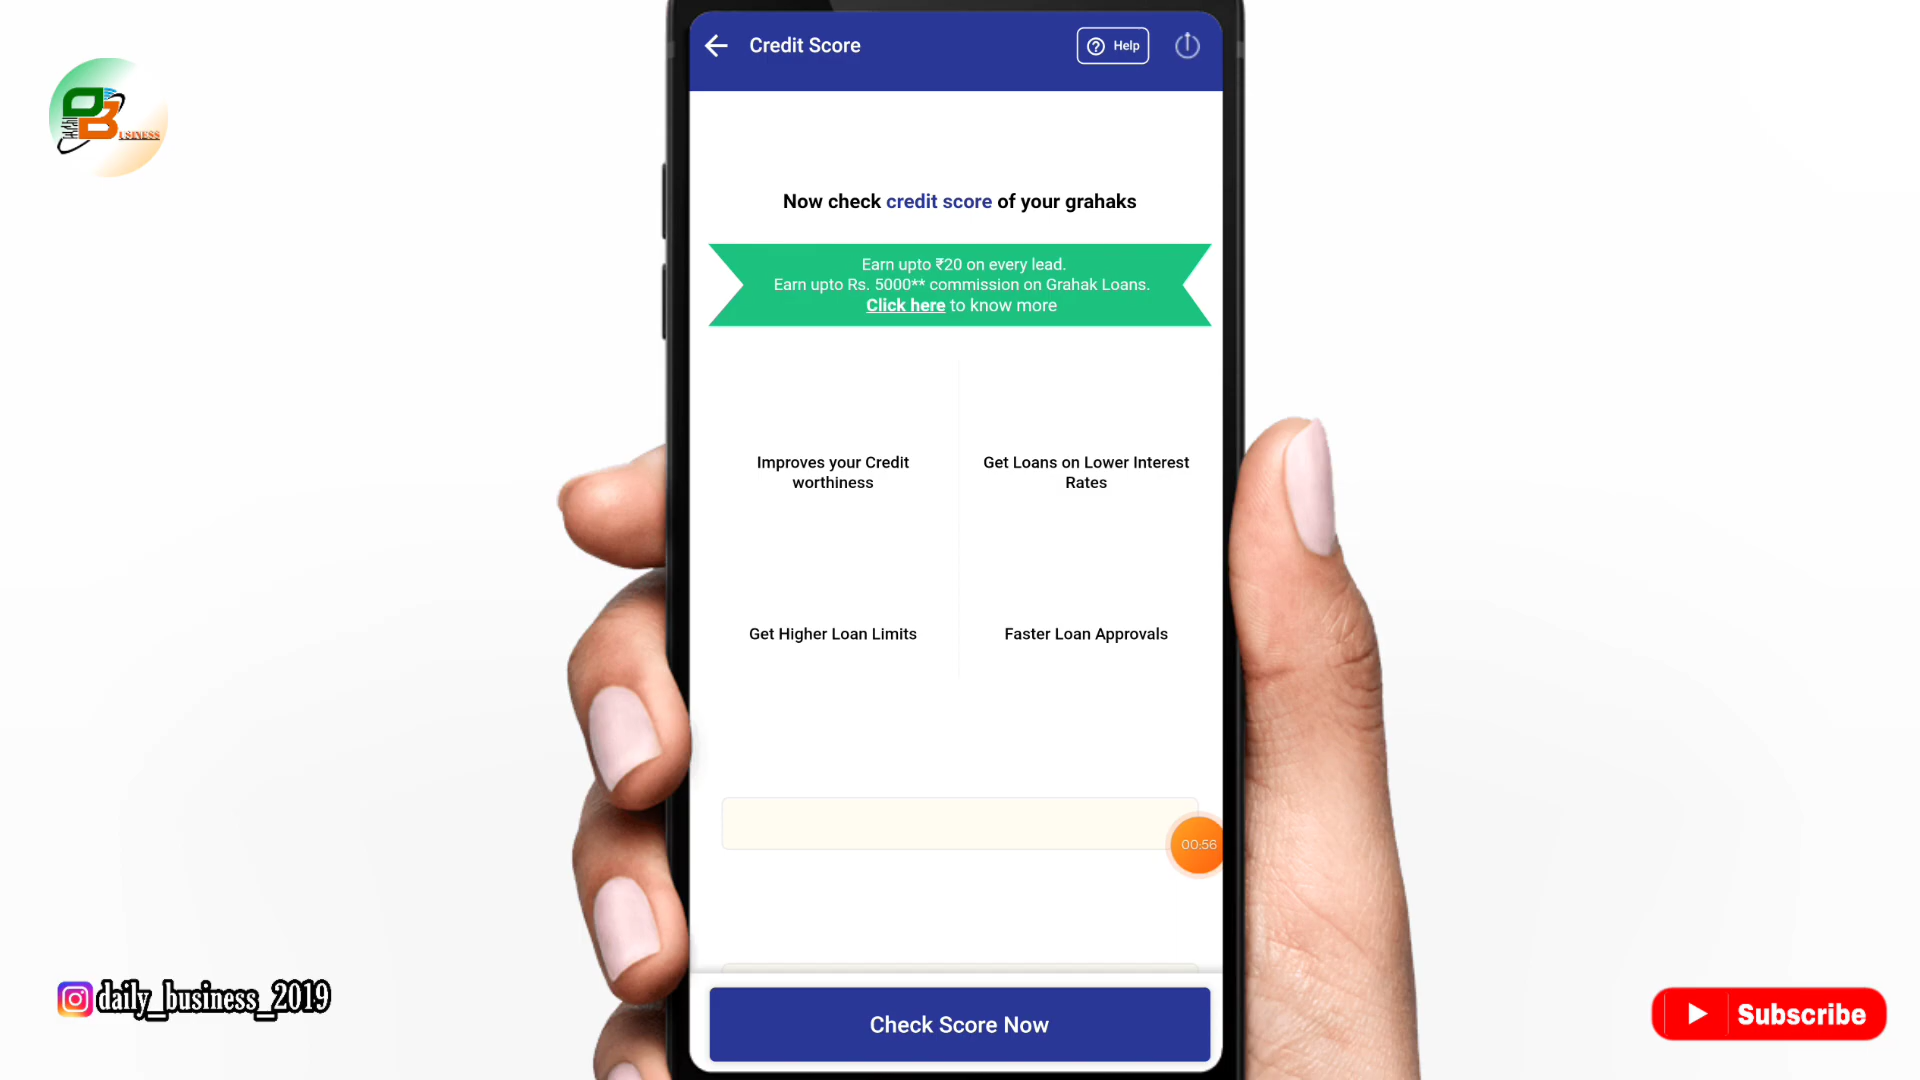 Credit Score
Help
Now check credit score of your grahaks
Earn upto ₹20 on every lead.
Earn upto Rs. 5000** commission on Grahak Loans.
Click here to know more
Improves your Credit
worthiness
Get Loans on Lower Interest
Rates
Get Higher Loan Limits
Faster Loan Approvals
00:56
Check Score Now
daily_business_2019
Subscribe